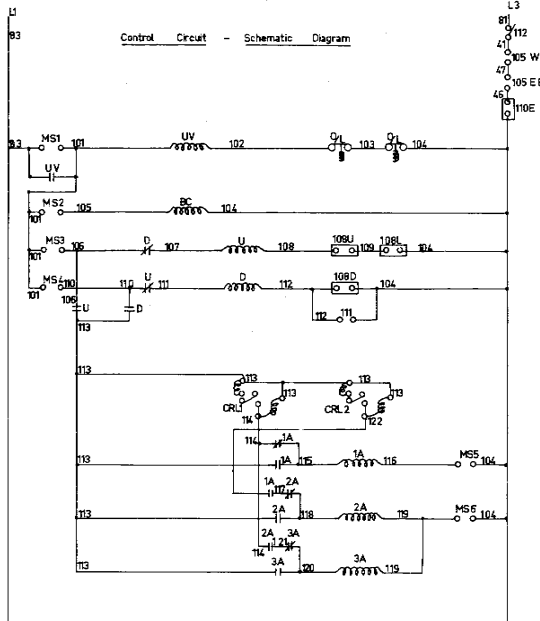 L1
L3
83
Control Circuit - Schematic Diagram
81
112
41
105 W
47
105 E
46
110E
83 MS1 101 UV 102 O/L 103 O/L 104
UV
MS2 BC
101 105 104
MS3 D U 108U 108L
101 106 107 108 109 104
MS4 110 110 U 111 D 112 108D 104
101
106 U D
112 111
113
113 113 113 113 113
CRL1 CRL2
114 122
114 1A
113 1A 115 1A 116 MS5 104
1A 117 2A
113 2A 118 2A 119 MS6 104
2A 3A
114 121
113 3A 120 3A 119